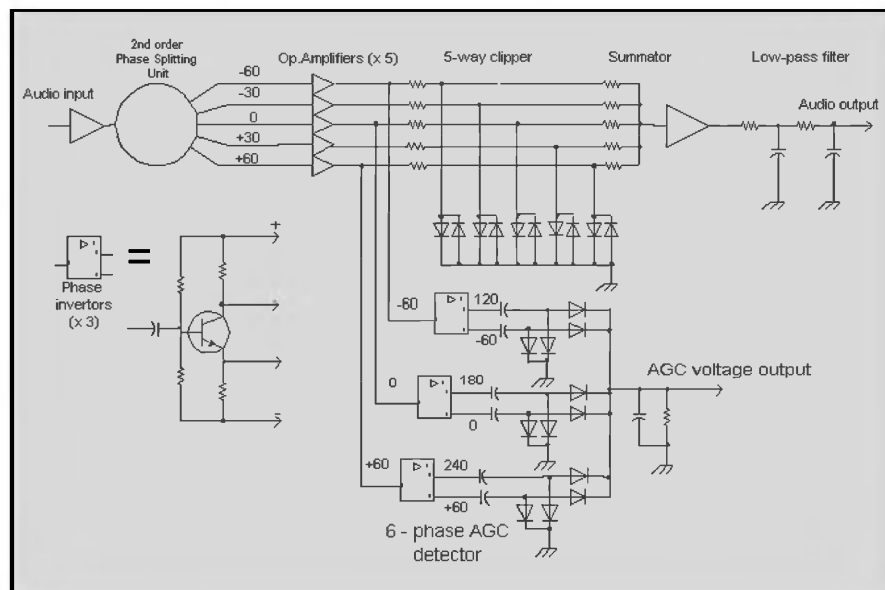 2nd order
Phase Splitting
Unit
Op.Amplifiers (x 5)
5-way clipper
Summator
Low-pass filter
Audio input
-60
-30
0
+30
+60
Audio output
+
=
Phase
invertors
(x 3)
-
-60
120
-60
0
180
0
+60
240
+60
AGC voltage output
6 - phase AGC
detector